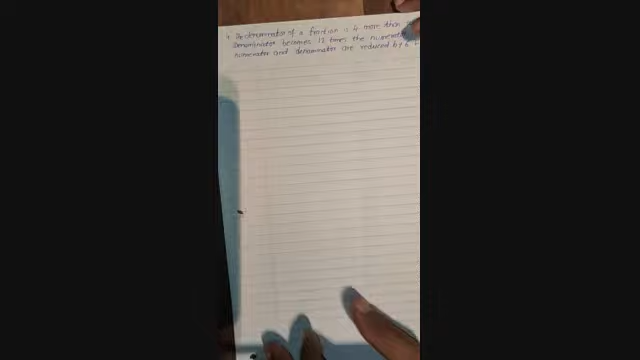 The denominator of a fraction is 4 more than
Denominator becomes 12 times the numerator
numerator and denominator are reduced by 6